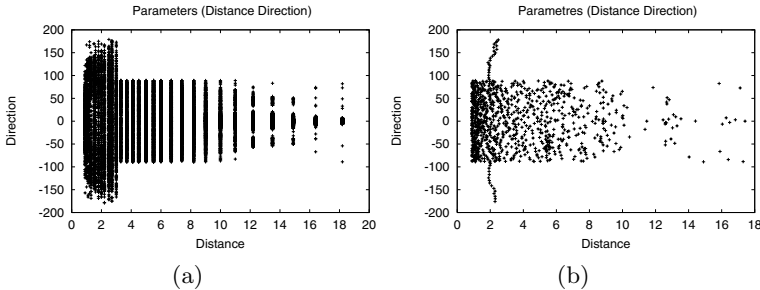 Parameters (Distance Direction)
200
150
100
50
0
-50
-100
-150
-200
Direction
0 2 4 6 8 10 12 14 16 18 20
Distance
(a)
Parametres (Distance Direction)
200
150
100
50
0
-50
-100
-150
-200
Direction
0 2 4 6 8 10 12 14 16 18
Distance
(b)